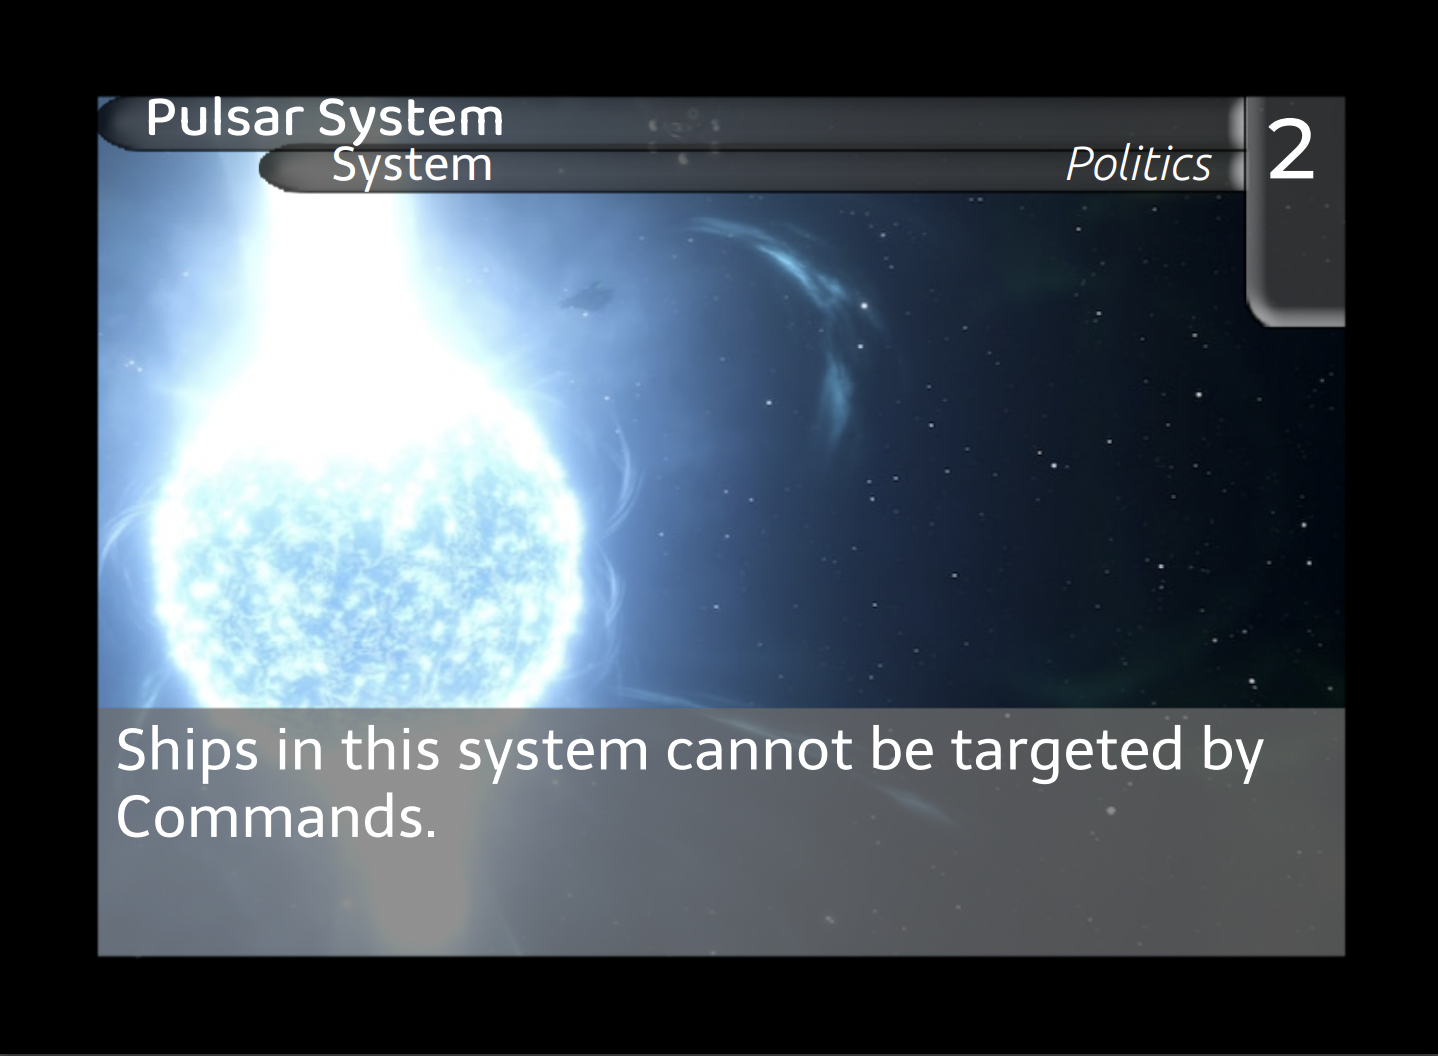 Pulsar System
2
System
Politics
Ships in this system cannot be targeted by
Commands.